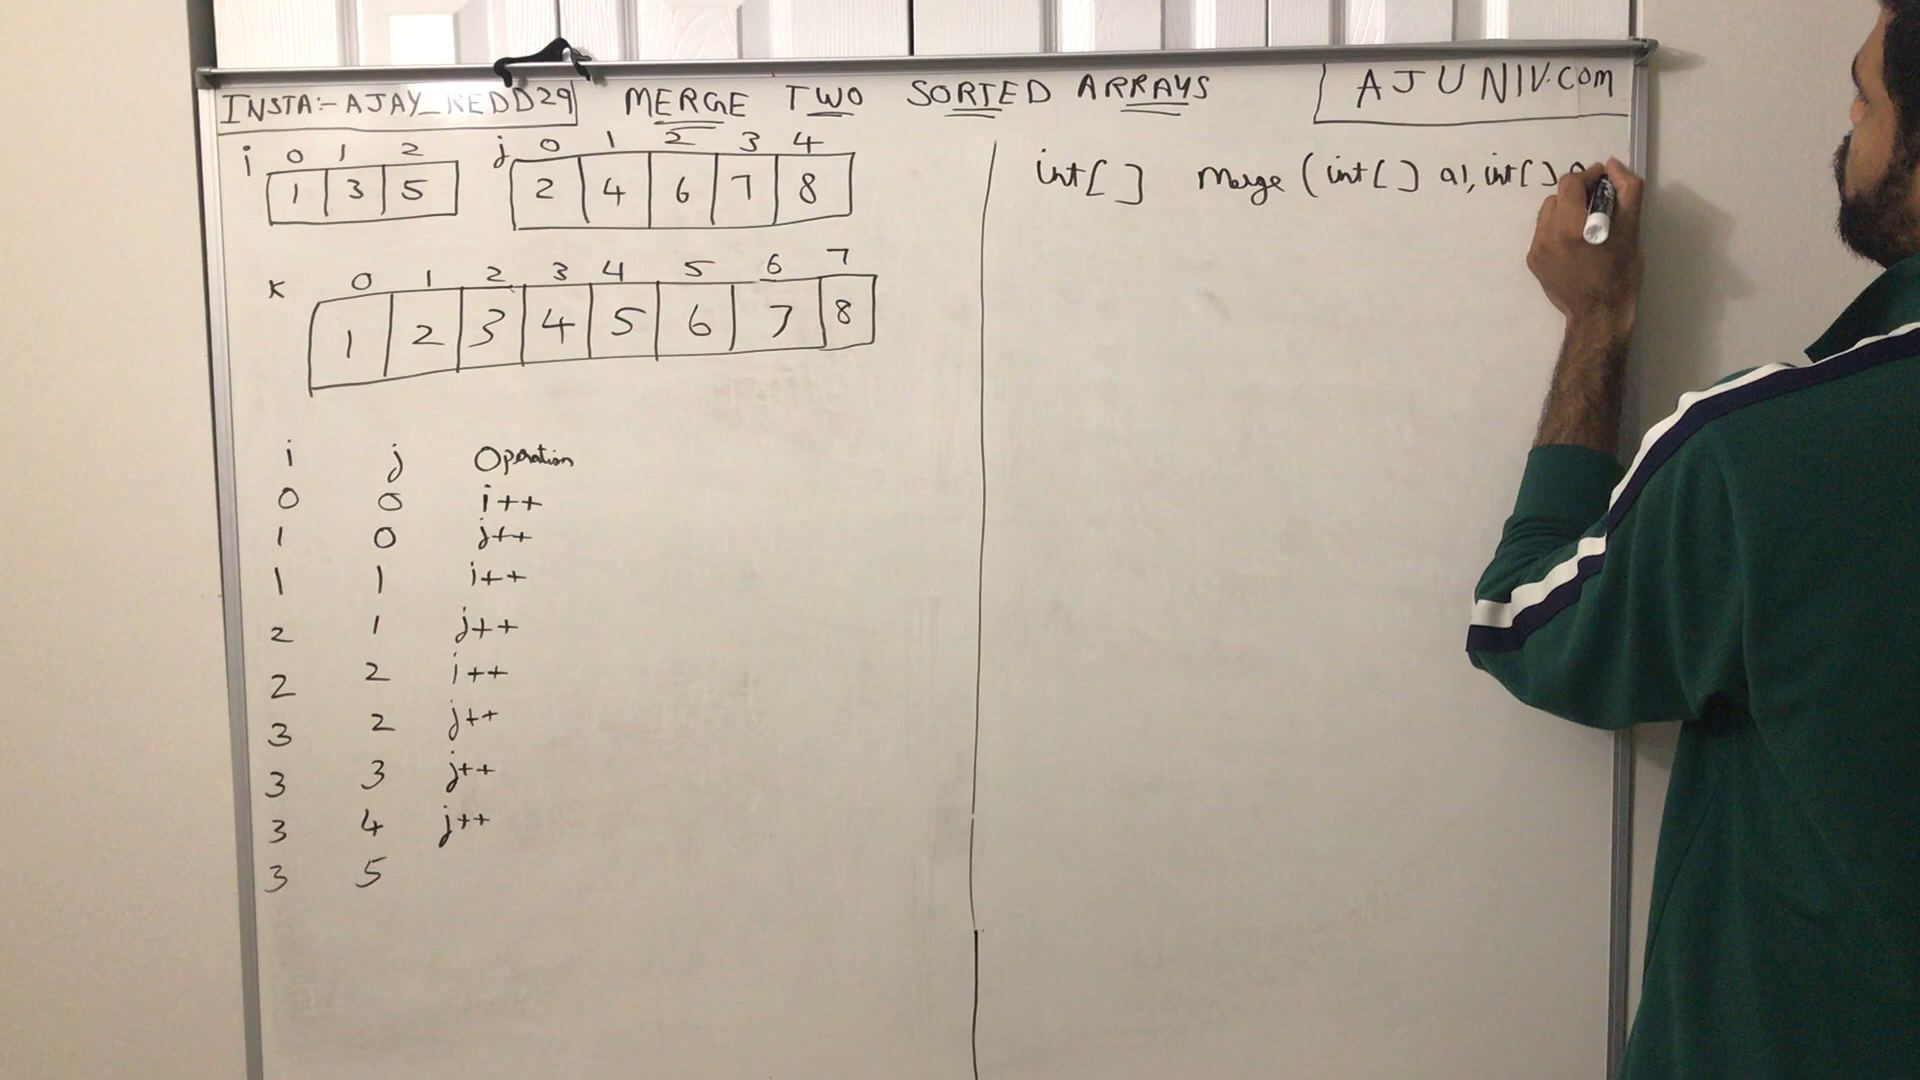 INSTA:- AJAY_REDD29
MERGE TWO SORTED ARRAYS
AJUNIV.COM
i 0 1 2
1 3 5
j 0 1 2 3 4
2 4 6 7 8
K 0 1 2 3 4 5 6 7
1 2 3 4 5 6 7 8
i j Operation
0 0 i++
1 0 j++
1 1 i++
2 1 j++
2 2 i++
3 2 j++
3 3 j++
3 4 j++
3 5
int[] Merge (int[] a1, int[]